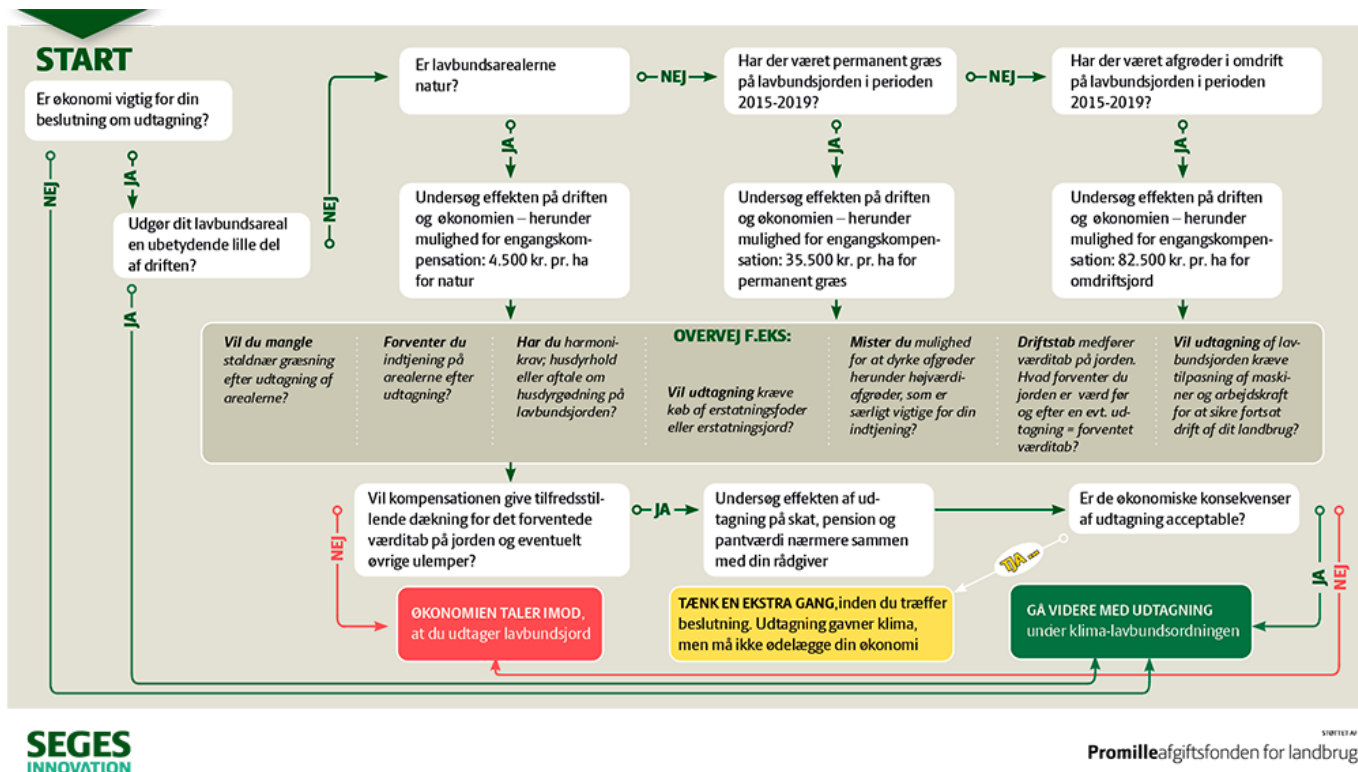 START
Er økonomi vigtig for din
beslutning om udtagning?
NEJ
JA
Udgør dit lavbundsareal
en ubetydende lille del
af driften?
JA
NEJ
Er lavbundsarealerne
natur?
NEJ
Har der været permanent græs
på lavbundsjorden i perioden
2015-2019?
NEJ
Har der været afgrøder i omdrift
på lavbundsjorden i perioden
2015-2019?
JA
JA
JA
Undersøg effekten på driften
og økonomien – herunder
mulighed for engangskom-
pensation: 4.500 kr. pr. ha
for natur
Undersøg effekten på driften
og økonomien – herunder
mulighed for engangskompen-
sation: 35.500 kr. pr. ha for
permanent græs
Undersøg effekten på driften
og økonomien – herunder
mulighed for engangskompen-
sation: 82.500 kr. pr. ha for
omdriftsjord
OVERVEJ F.EKS:
Vil du mangle
staldnær græsning
efter udtagning af
arealerne?
Forventer du
indtjening på
arealerne efter
udtagning?
Har du harmoni-
krav; husdyrhold
eller aftale om
husdyrgødning på
lavbundsjorden?
Vil udtagning kræve
køb af erstatningsfoder
eller erstatningsjord?
Mister du mulighed
for at dyrke afgrøder
herunder højværdi-
afgrøder, som er
særligt vigtige for din
indtjening?
Driftstab medfører
værditab på jorden.
Hvad forventer du
jorden er værd før
og efter en evt. ud-
tagning = forventet
værditab?
Vil udtagning af lav-
bundsjorden kræve
tilpasning af maski-
ner og arbejdskraft
for at sikre fortsat
drift af dit landbrug?
Vil kompensationen give tilfredsstil-
lende dækning for det forventede
værditab på jorden og eventuelt
øvrige ulemper?
NEJ
JA
Undersøg effekten af ud-
tagning på skat, pension og
pantværdi nærmere sammen
med din rådgiver
Er de økonomiske konsekvenser
af udtagning acceptable?
TJA ...
JA
NEJ
ØKONOMIEN TALER IMOD,
at du udtager lavbundsjord
TÆNK EN EKSTRA GANG, inden du træffer
beslutning. Udtagning gavner klima,
men må ikke ødelægge din økonomi
GÅ VIDERE MED UDTAGNING
under klima-lavbundsordningen
SEGES
INNOVATION
STØTTET AF
Promilleafgiftsfonden for landbrug